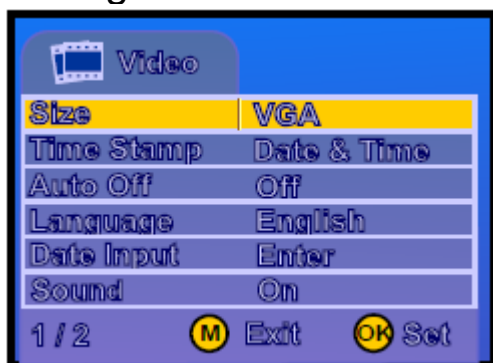 Video
Size VGA
Time Stamp Date & Time
Auto Off Off
Language English
Date Input Enter
Sound On
1 / 2 M Exit OK Set